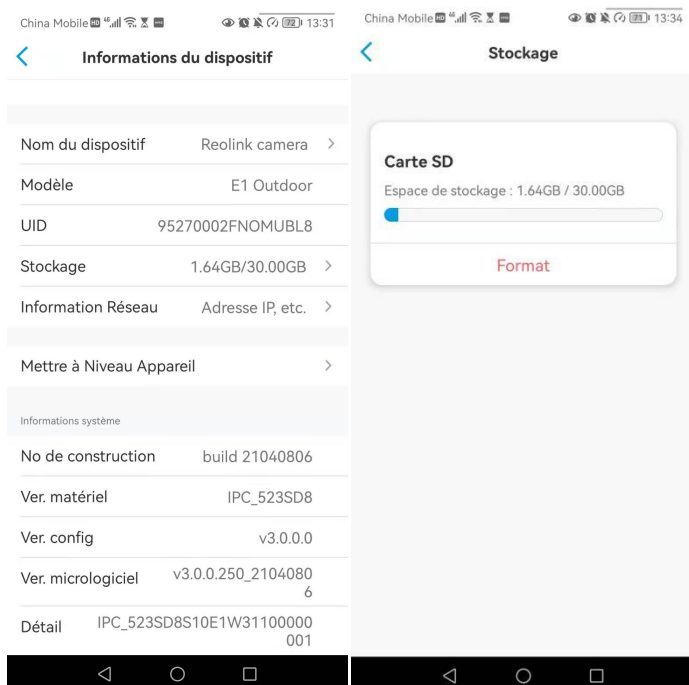 China Mobile HD 46 72 13:31
Informations du dispositif
Nom du dispositif Reolink camera
Modèle E1 Outdoor
UID 95270002FNOMUBL8
Stockage 1.64GB/30.00GB
Information Réseau Adresse IP, etc.
Mettre à Niveau Appareil
Informations système
No de construction build 21040806
Ver. matériel IPC_523SD8
Ver. config v3.0.0.0
Ver. micrologiciel v3.0.0.250_2104080
6
Détail IPC_523SD8S10E1W31100000
001
China Mobile HD 46 71 13:34
Stockage
Carte SD
Espace de stockage : 1.64GB / 30.00GB
Format